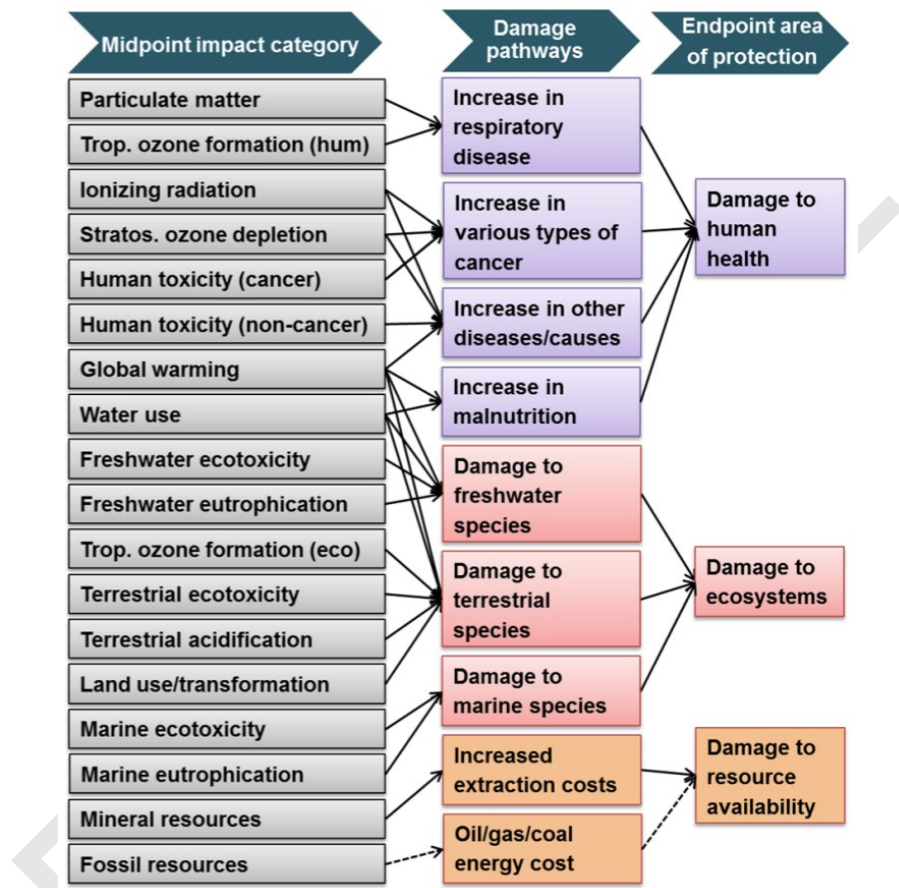 Midpoint impact category
Damage
pathways
Endpoint area
of protection
Particulate matter
Trop. ozone formation (hum)
Ionizing radiation
Stratos. ozone depletion
Human toxicity (cancer)
Human toxicity (non-cancer)
Global warming
Water use
Freshwater ecotoxicity
Freshwater eutrophication
Trop. ozone formation (eco)
Terrestrial ecotoxicity
Terrestrial acidification
Land use/transformation
Marine ecotoxicity
Marine eutrophication
Mineral resources
Fossil resources
Increase in
respiratory
disease
Increase in
various types of
cancer
Increase in other
diseases/causes
Increase in
malnutrition
Damage to
freshwater
species
Damage to
terrestrial
species
Damage to
marine species
Increased
extraction costs
Oil/gas/coal
energy cost
Damage to
human
health
Damage to
ecosystems
Damage to
resource
availability